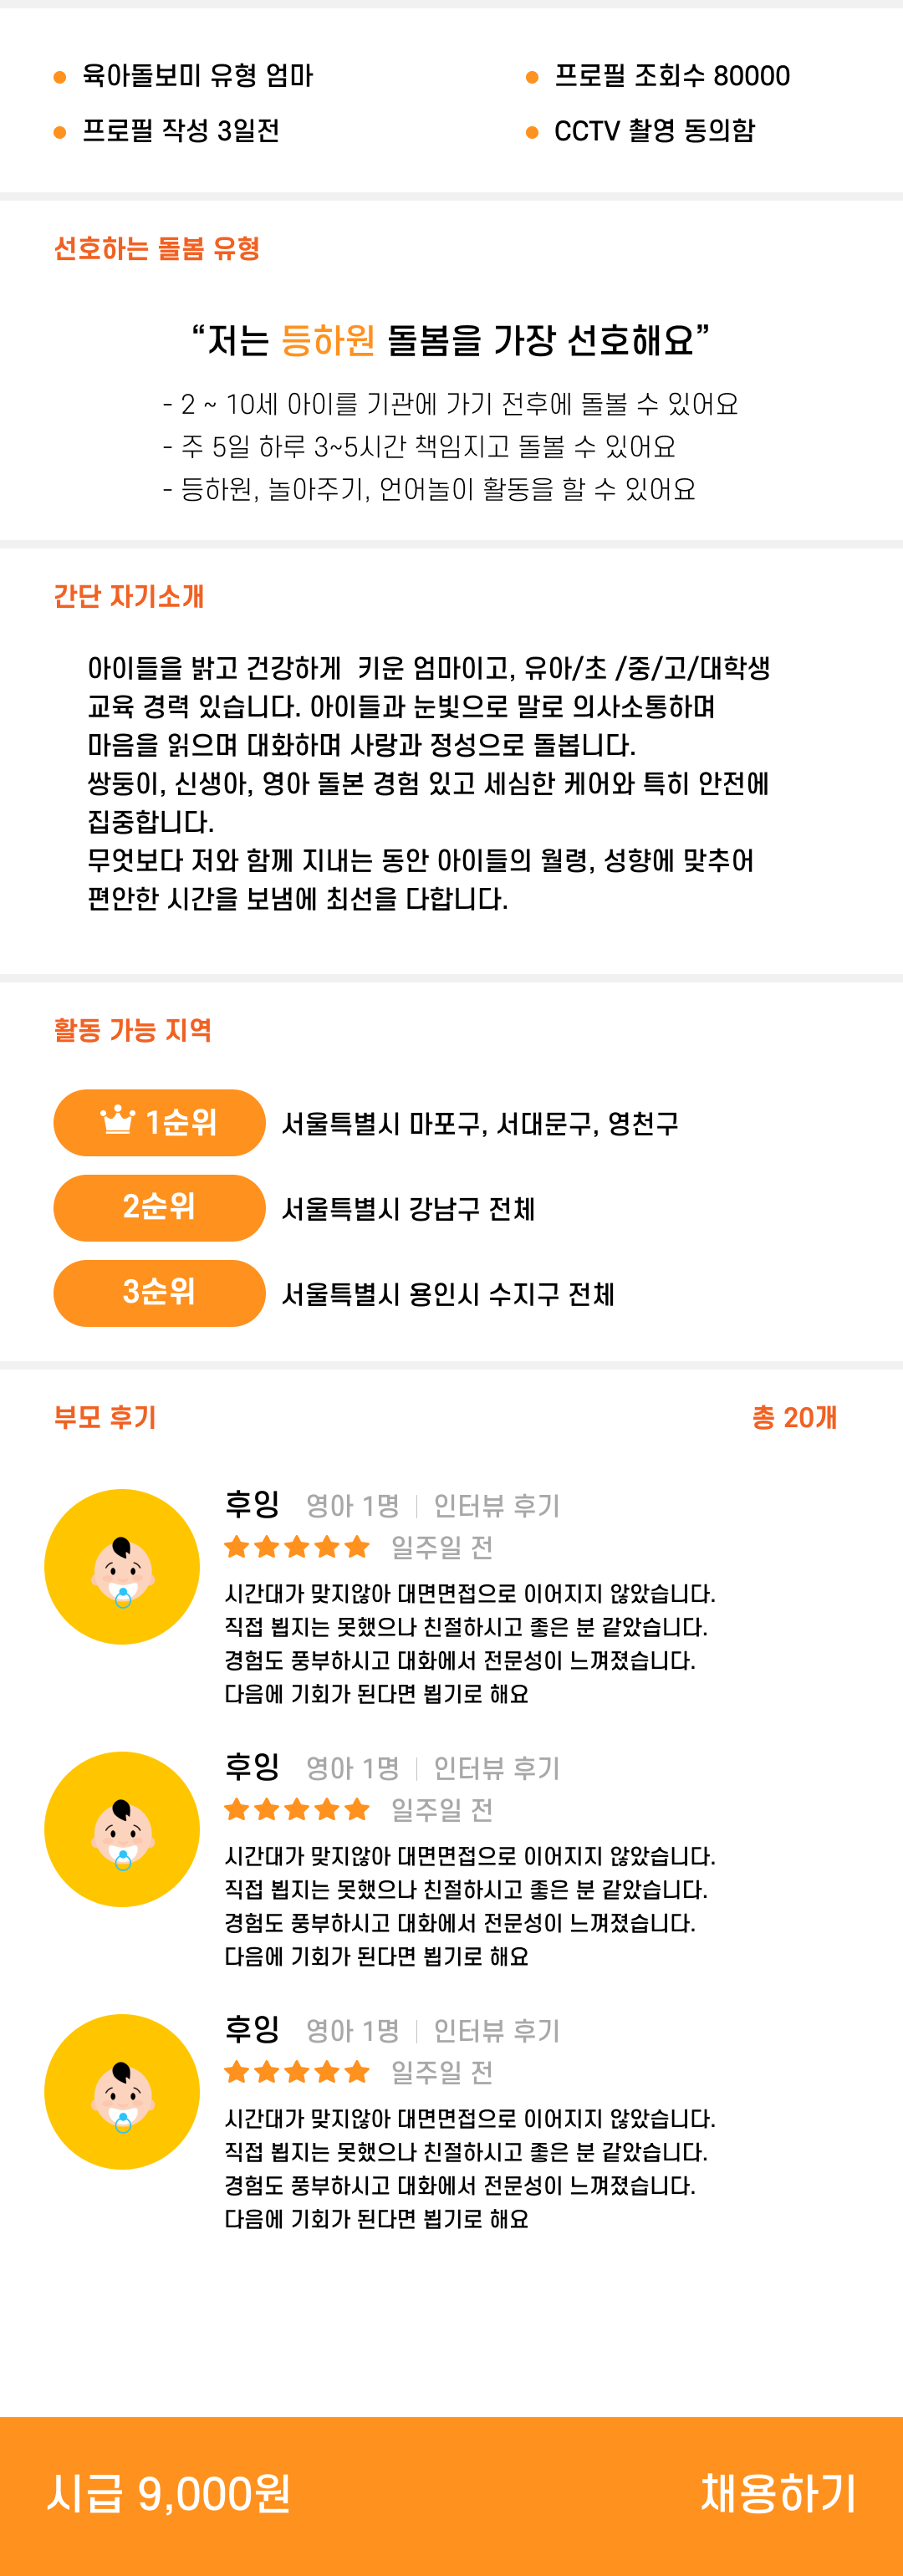 육아돌보미 유형 엄마
프로필 조회수 80000
프로필 작성 3일전
CCTV 촬영 동의함
선호하는 돌봄 유형
“저는 등하원 돌봄을 가장 선호해요”
- 2 ~ 10세 아이를 기관에 가기 전후에 돌볼 수 있어요
- 주 5일 하루 3~5시간 책임지고 돌볼 수 있어요
- 등하원, 놀아주기, 언어놀이 활동을 할 수 있어요
간단 자기소개
아이들을 밝고 건강하게 키운 엄마이고, 유아/초 /중/고/대학생
교육 경력 있습니다. 아이들과 눈빛으로 말로 의사소통하며
마음을 읽으며 대화하며 사랑과 정성으로 돌봅니다.
쌍둥이, 신생아, 영아 돌본 경험 있고 세심한 케어와 특히 안전에
집중합니다.
무엇보다 저와 함께 지내는 동안 아이들의 월령, 성향에 맞추어
편안한 시간을 보냄에 최선을 다합니다.
활동 가능 지역
1순위 서울특별시 마포구, 서대문구, 영천구
2순위 서울특별시 강남구 전체
3순위 서울특별시 용인시 수지구 전체
부모 후기 총 20개
후잉 영아 1명 | 인터뷰 후기
일주일 전
시간대가 맞지않아 대면면접으로 이어지지 않았습니다.
직접 뵙지는 못했으나 친절하시고 좋은 분 같았습니다.
경험도 풍부하시고 대화에서 전문성이 느껴졌습니다.
다음에 기회가 된다면 뵙기로 해요
후잉 영아 1명 | 인터뷰 후기
일주일 전
시간대가 맞지않아 대면면접으로 이어지지 않았습니다.
직접 뵙지는 못했으나 친절하시고 좋은 분 같았습니다.
경험도 풍부하시고 대화에서 전문성이 느껴졌습니다.
다음에 기회가 된다면 뵙기로 해요
후잉 영아 1명 | 인터뷰 후기
일주일 전
시간대가 맞지않아 대면면접으로 이어지지 않았습니다.
직접 뵙지는 못했으나 친절하시고 좋은 분 같았습니다.
경험도 풍부하시고 대화에서 전문성이 느껴졌습니다.
다음에 기회가 된다면 뵙기로 해요
시급 9,000원 채용하기